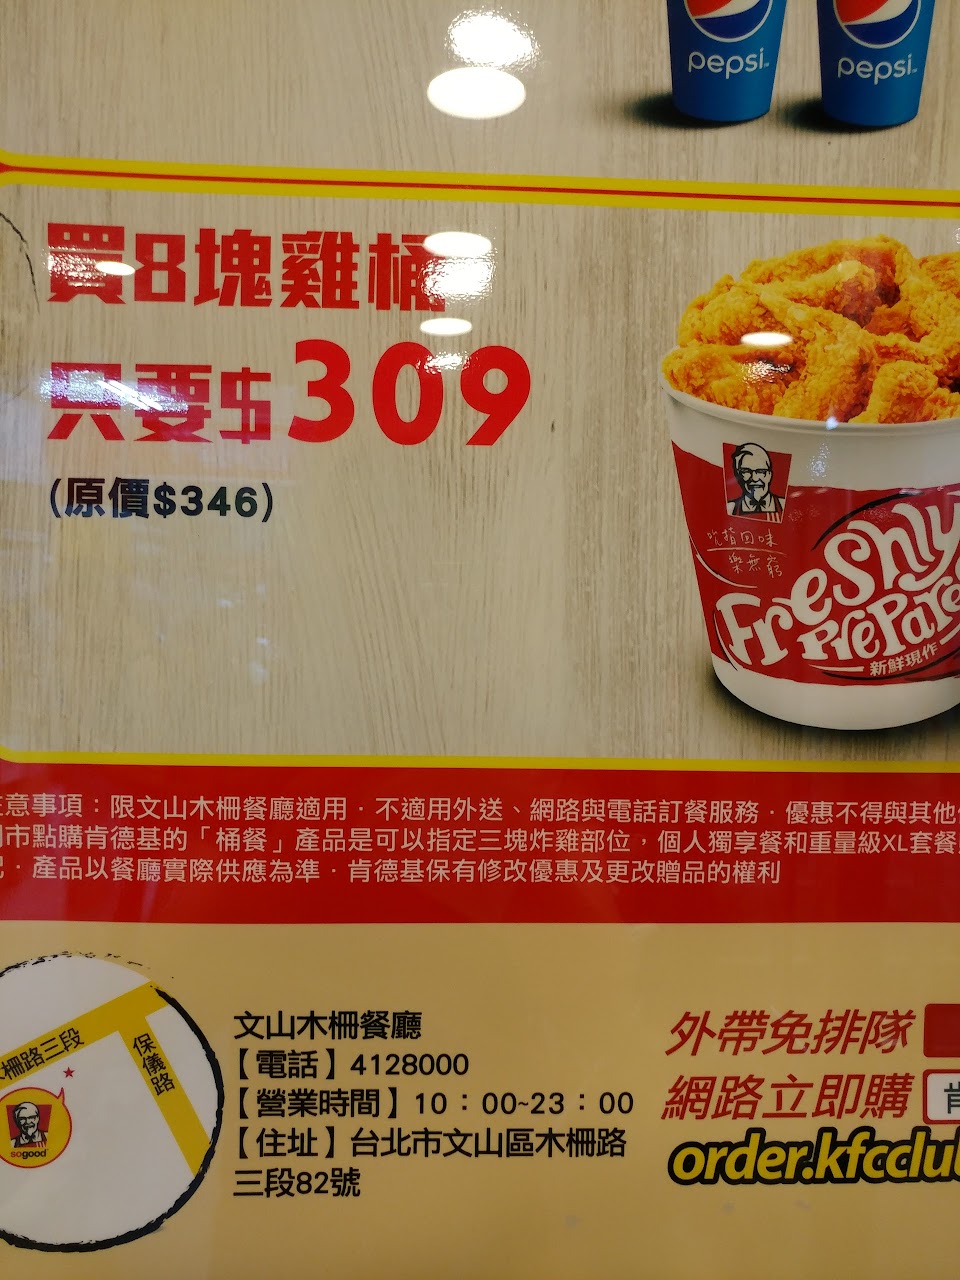 pepsi
pepsi
買8塊雞桶
只要$309
(原價$346)
吮指回味
樂無窮
Freshly
新鮮現作
意事項：限文山木柵餐廳適用．不適用外送、網路與電話訂餐服務．優惠不得與其他
市點購肯德基的「桶餐」產品是可以指定三塊炸雞部位，個人獨享餐和重量級XL套餐
．產品以餐廳實際供應為準．肯德基保有修改優惠及更改贈品的權利
柵路三段
保儀路
sogood
文山木柵餐廳
【電話】4128000
【營業時間】10：00~23：00
【住址】台北市文山區木柵路
三段82號
外帶免排隊
網路立即購 肯
order.kfcclu